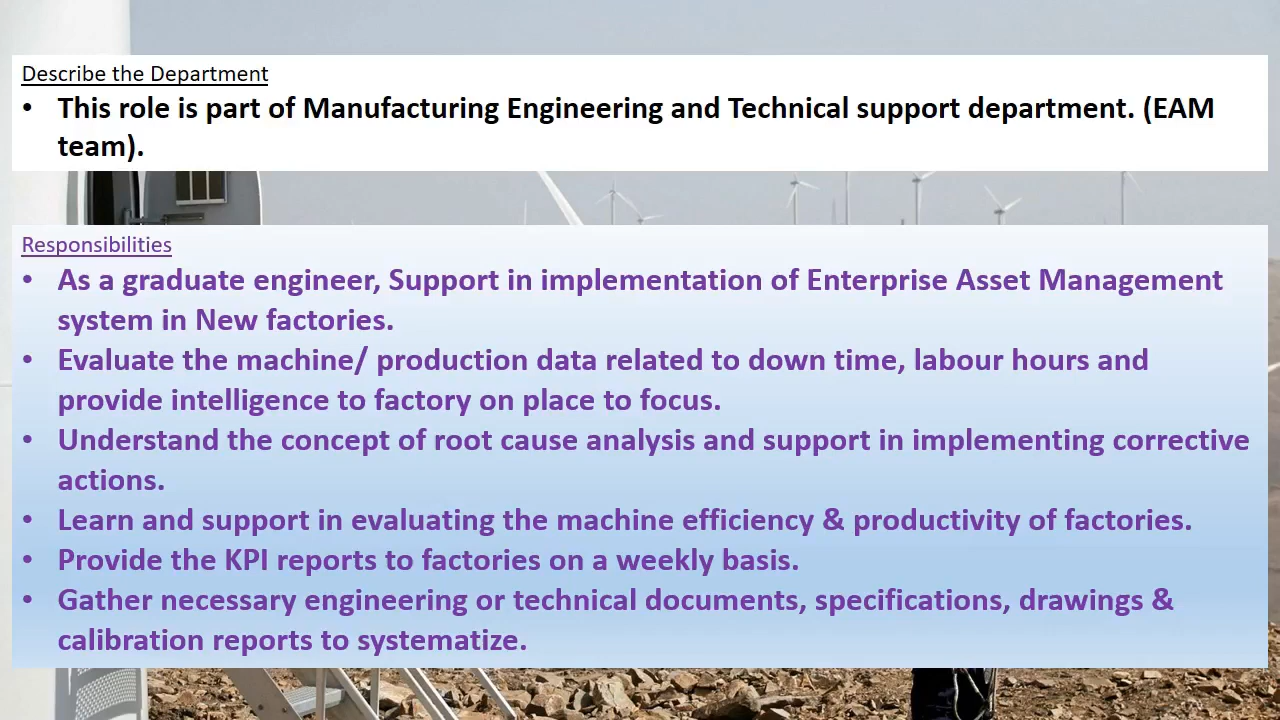 Describe the Department
• This role is part of Manufacturing Engineering and Technical support department. (EAM
team).
Responsibilities
• As a graduate engineer, Support in implementation of Enterprise Asset Management
system in New factories.
• Evaluate the machine/ production data related to down time, labour hours and
provide intelligence to factory on place to focus.
• Understand the concept of root cause analysis and support in implementing corrective
actions.
• Learn and support in evaluating the machine efficiency & productivity of factories.
• Provide the KPI reports to factories on a weekly basis.
• Gather necessary engineering or technical documents, specifications, drawings &
calibration reports to systematize.